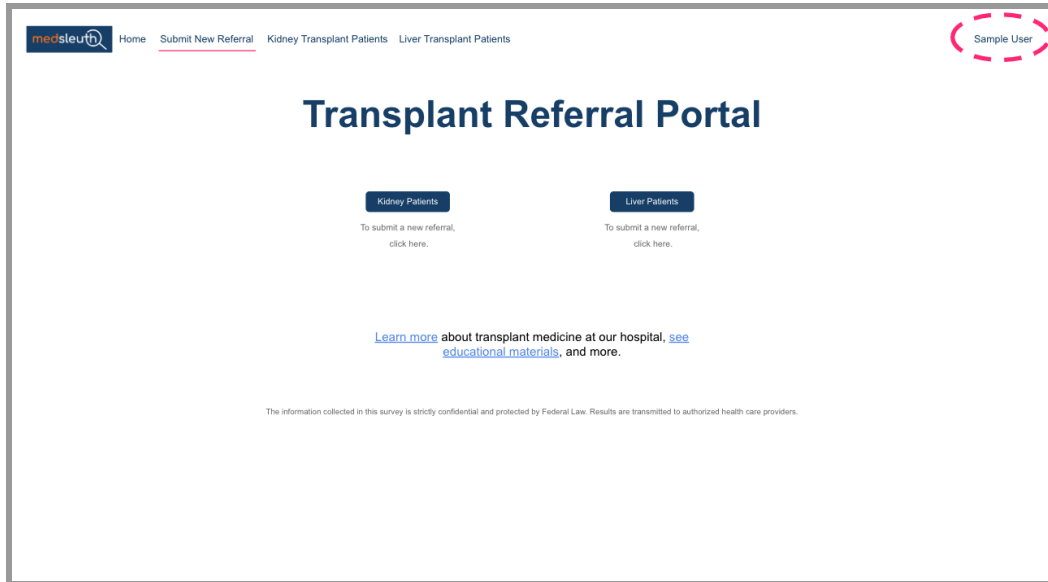 medsleuth Home Submit New Referral Kidney Transplant Patients Liver Transplant Patients Sample User
Transplant Referral Portal
Kidney Patients
To submit a new referral,
click here.
Liver Patients
To submit a new referral,
click here.
Learn more about transplant medicine at our hospital, see
educational materials, and more.
The information collected in this survey is strictly confidential and protected by Federal Law. Results are transmitted to authorized health care providers.